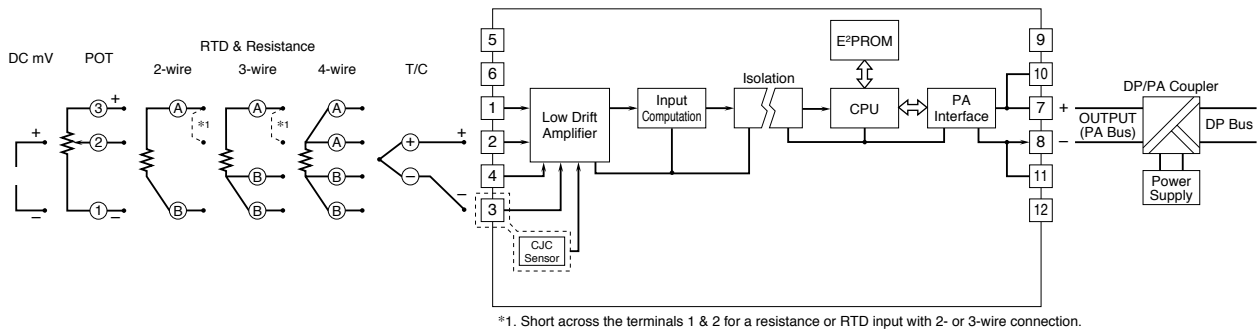 DC mV
POT
RTD & Resistance
2-wire
3-wire
4-wire
T/C
+
−
3
+
2
1
−
A
*1
B
A
*1
B
B
A
A
B
B
+
−
+
−
5
6
1
2
4
3
Low Drift
Amplifier
CJC
Sensor
Input
Computation
Isolation
E²PROM
CPU
PA
Interface
9
10
7
8
11
12
+
−
OUTPUT
(PA Bus)
DP/PA Coupler
DP Bus
Power
Supply
*1. Short across the terminals 1 & 2 for a resistance or RTD input with 2- or 3-wire connection.